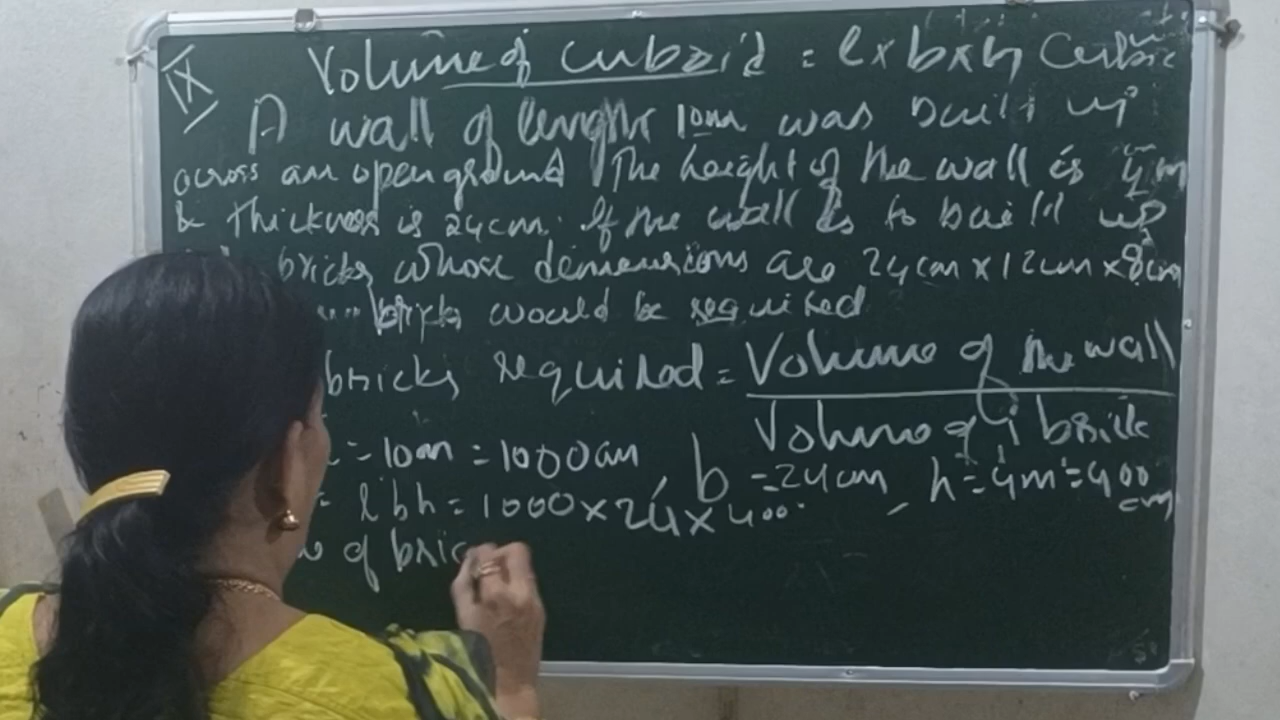 IX Volume of cuboid = l x b x h Cubic
A wall of length 10m was built up
across an open ground The height of the wall is 4m
& thickness is 24cm. If the wall is to built up
bricks whose dimensions are 24cm x 12cm x 8cm
bricks would be required
bricks required = Volume of the wall
Volume of 1 brick
= 10m = 1000cm, b = 24cm, h = 4m = 400 cm
= l b h = 1000 x 24 x 400
of bric